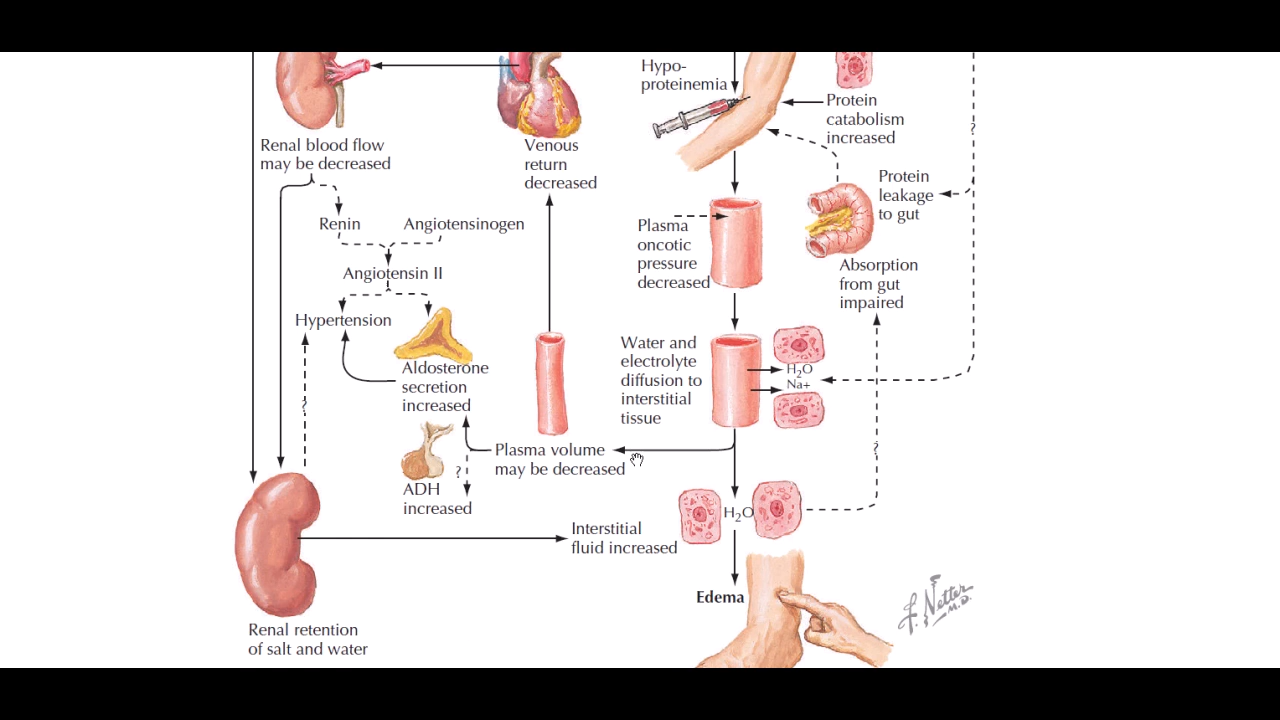 Hypo-
proteinemia
Protein
catabolism
increased
?
Renal blood flow
may be decreased
Venous
return
decreased
Protein
leakage
to gut
Renin
Angiotensinogen
Plasma
oncotic
pressure
decreased
Angiotensin II
Absorption
from gut
impaired
Hypertension
Water and
electrolyte
diffusion to
interstitial
tissue
H₂O
Na+
Aldosterone
secretion
increased
?
Plasma volume
may be decreased
?
?
ADH
increased
H₂O
Interstitial
fluid increased
Edema
F. Netter
M.D.
Renal retention
of salt and water